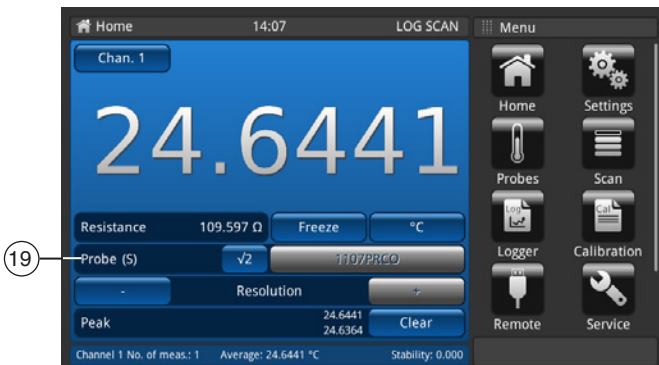 Home 14:07 LOG SCAN
Chan. 1
24.6441
Resistance 109.597 Ω Freeze °C
19
Probe (S) √2 1107PRCO
- Resolution +
Peak 24.6441 24.6364 Clear
Channel 1 No. of meas.: 1 Average: 24.6441 °C Stability: 0.000
Menu
Home Settings
Probes Scan
Log Cal
Logger Calibration
Remote Service